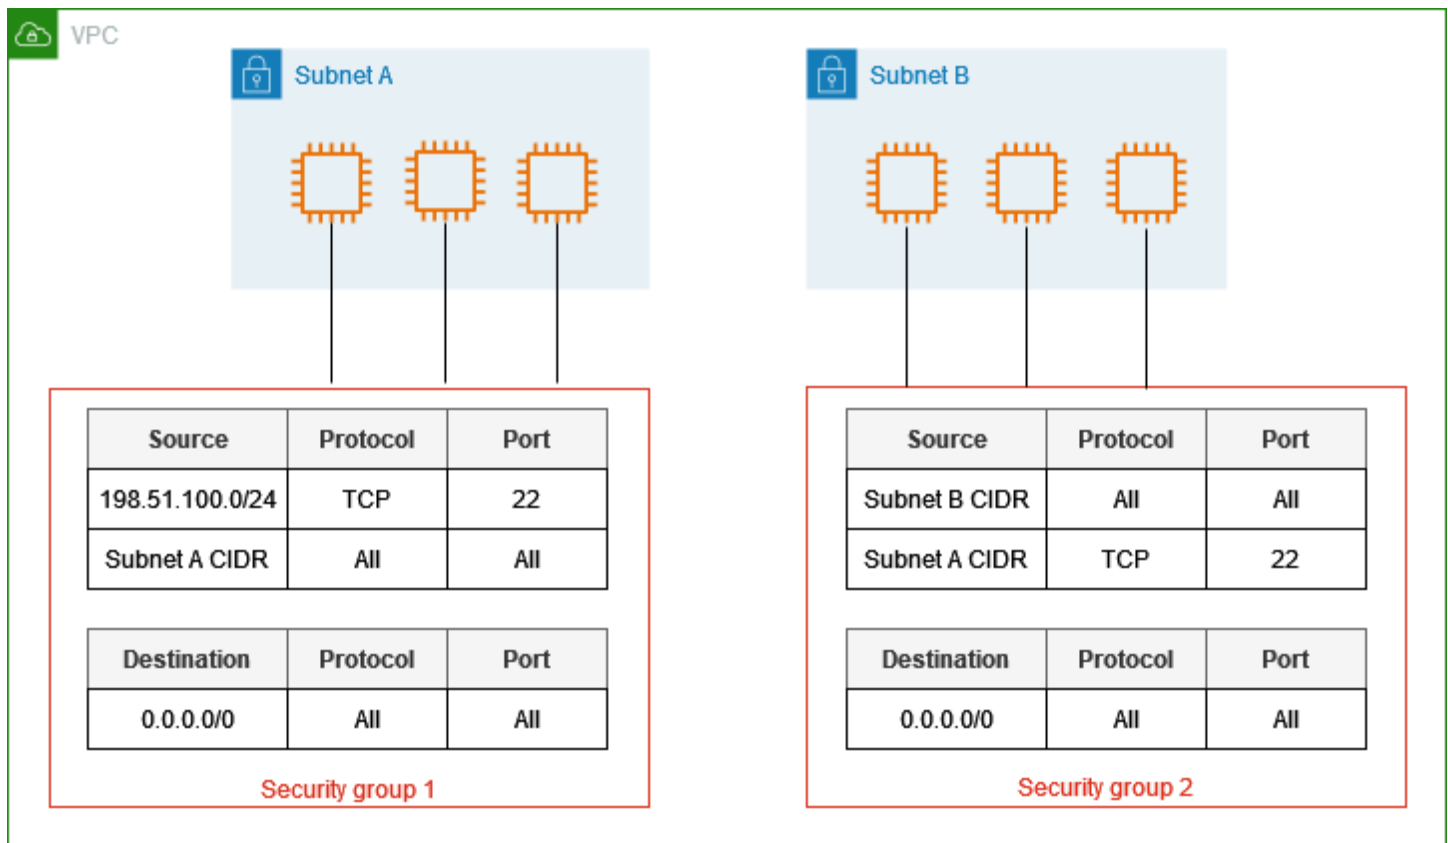 VPC
Subnet A
Subnet B
Source Protocol Port
198.51.100.0/24 TCP 22
Subnet A CIDR All All
Destination Protocol Port
0.0.0.0/0 All All
Security group 1
Source Protocol Port
Subnet B CIDR All All
Subnet A CIDR TCP 22
Destination Protocol Port
0.0.0.0/0 All All
Security group 2